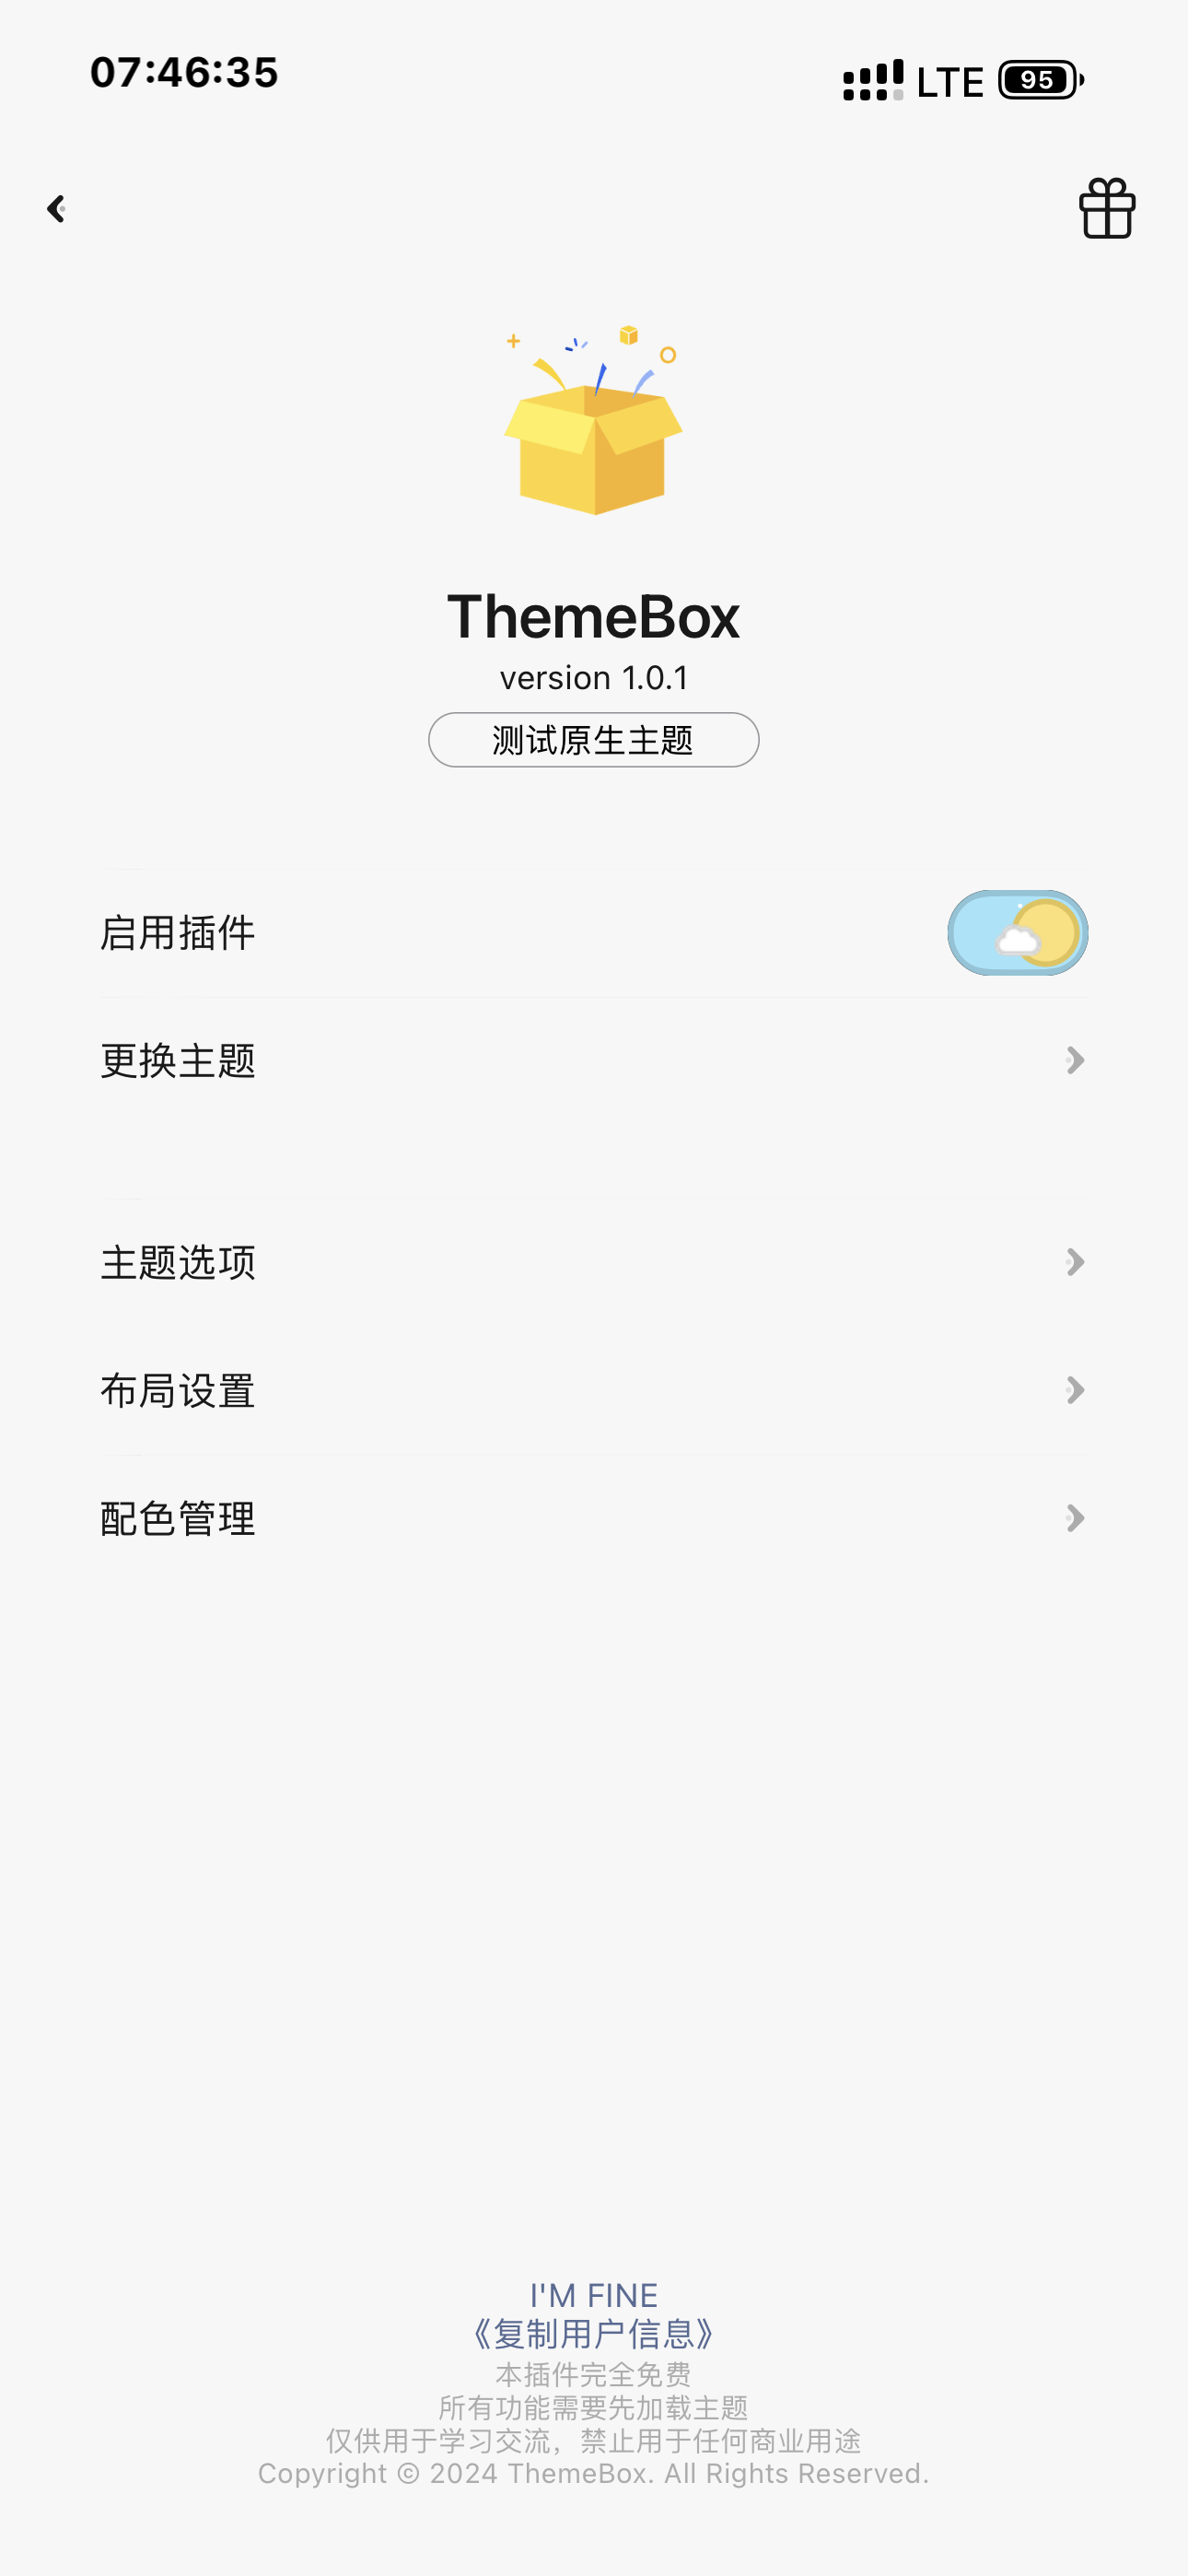 07:46:35
LTE 95
ThemeBox
version 1.0.1
测试原生主题
启用插件
更换主题
主题选项
布局设置
配色管理
I'M FINE
《复制用户信息》
本插件完全免费
所有功能需要先加载主题
仅供用于学习交流，禁止用于任何商业用途
Copyright © 2024 ThemeBox. All Rights Reserved.